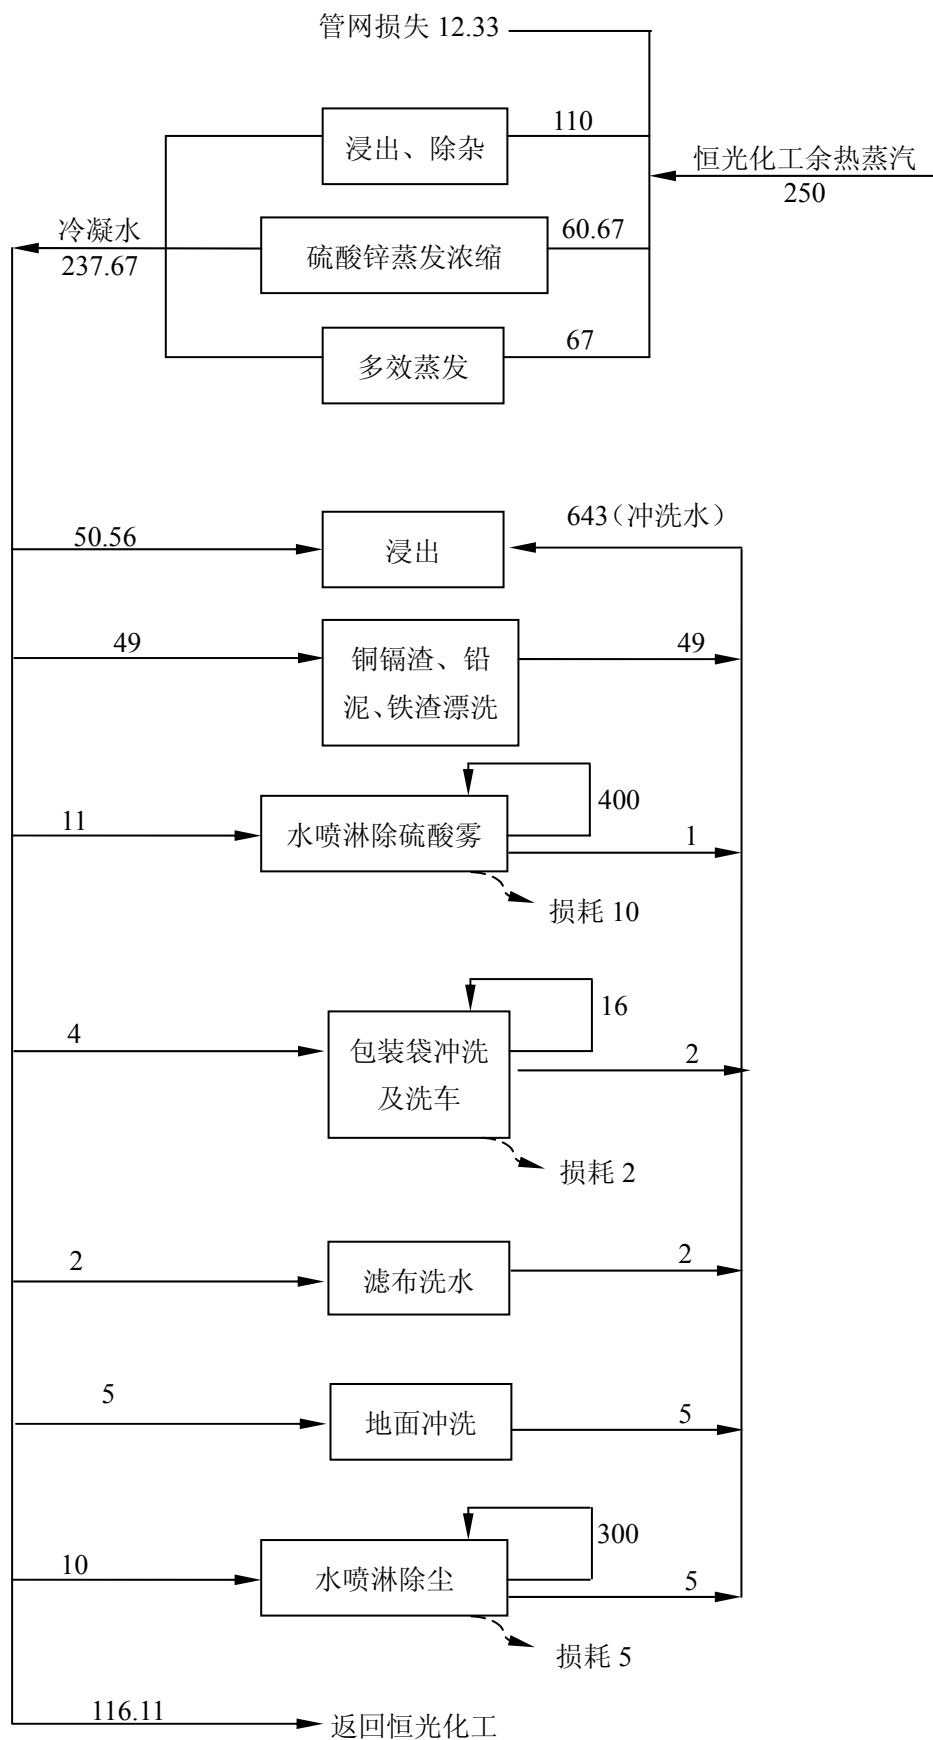 管网损失 12.33
浸出、除杂
110
恒光化工余热蒸汽
250
冷凝水
237.67
硫酸锌蒸发浓缩
60.67
多效蒸发
67
50.56
浸出
643（冲洗水）
49
铜镉渣、铅
泥、铁渣漂洗
49
11
水喷淋除硫酸雾
400
1
损耗 10
4
包装袋冲洗
及洗车
16
2
损耗 2
2
滤布洗水
2
5
地面冲洗
5
10
水喷淋除尘
300
5
损耗 5
116.11
返回恒光化工